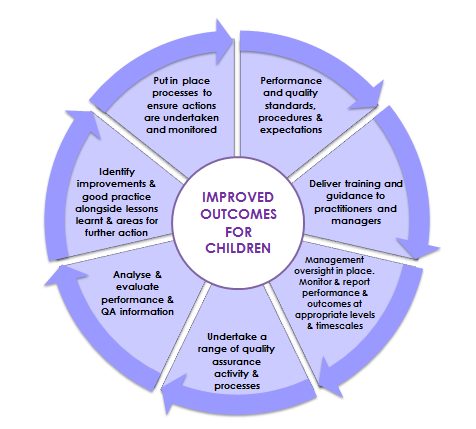 IMPROVED
OUTCOMES
FOR
CHILDREN
Performance
and quality
standards,
procedures &
expectations
Deliver training and
guidance to
practitioners and
managers
Management
oversight in place.
Monitor & report
performance &
outcomes at
appropriate levels
& timescales
Undertake a
range of quality
assurance
activity &
processes
Analyse &
evaluate
performance &
QA information
Identify
improvements &
good practice
alongside lessons
learnt & areas for
further action
Put in place
processes to
ensure actions
are undertaken
and monitored